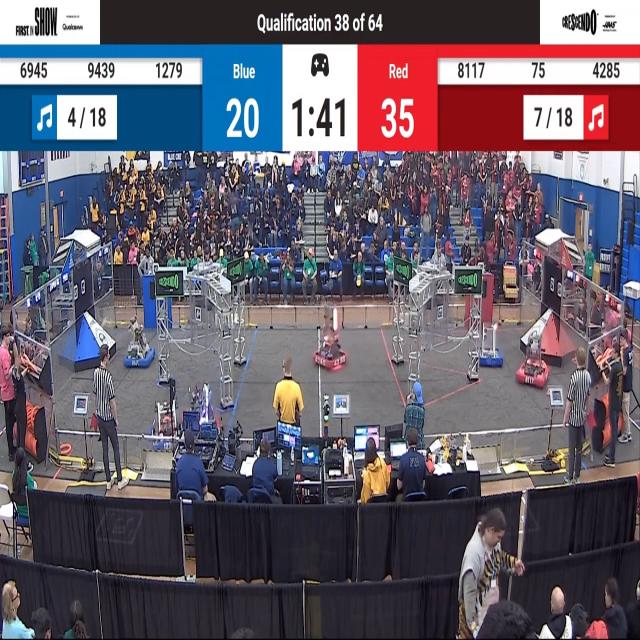 FIRST IN SHOW
Qualcomm
Qualification 38 of 64
CRESCENDO
6945 9439 1279
Blue
Red
8117 75 4285
4 / 18
20
1:41
35
7 / 18